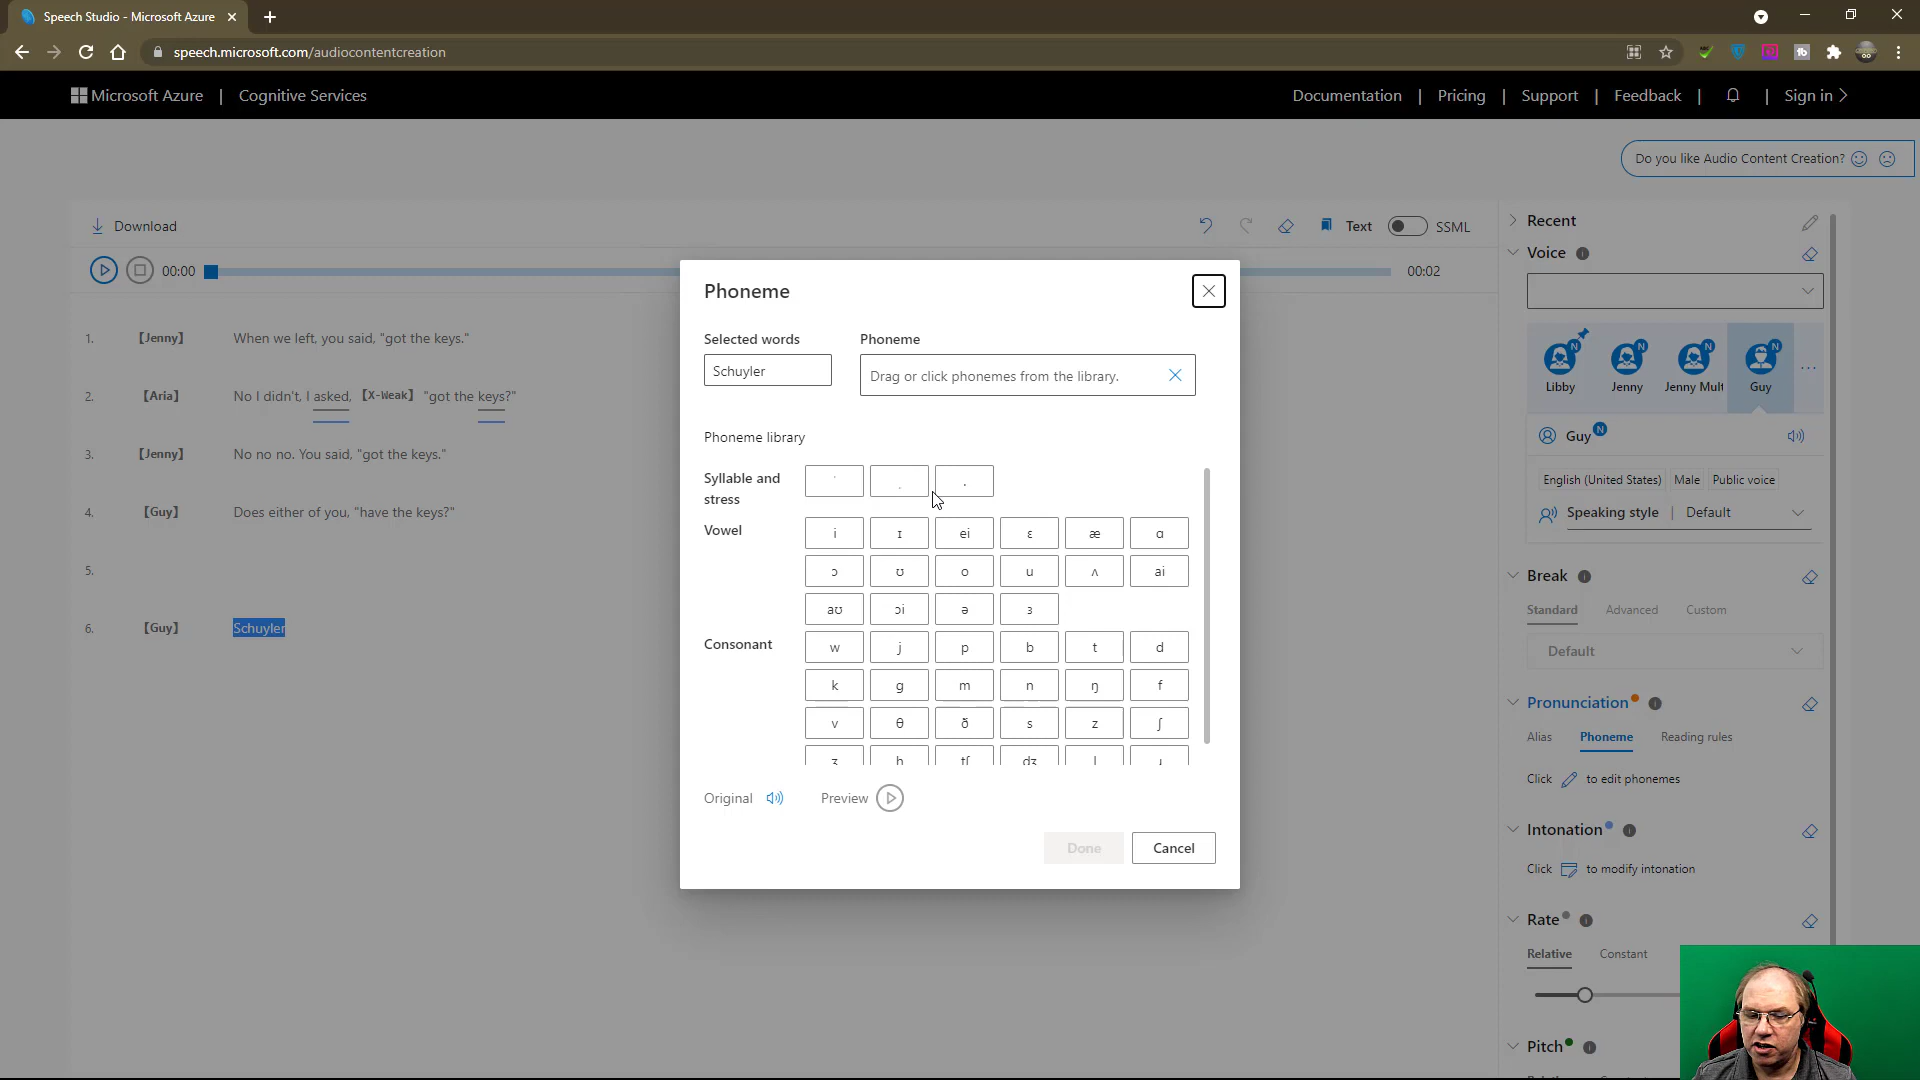 Speech Studio - Microsoft Azure
speech.microsoft.com/audiocontentcreation
Microsoft Azure | Cognitive Services
Documentation | Pricing | Support | Feedback | | Sign in
Do you like Audio Content Creation?
Download
Text SSML
00:00
00:02
1. 【Jenny】 When we left, you said, "got the keys."
2. 【Aria】 No I didn't, I asked, 【X-Weak】 "got the keys?"
3. 【Jenny】 No no no. You said, "got the keys."
4. 【Guy】 Does either of you, "have the keys?"
5.
6. 【Guy】 Schuyler
Phoneme
Selected words
Phoneme
Schuyler
Drag or click phonemes from the library.
Phoneme library
Syllable and stress
ˈ ˌ .
Vowel
i ɪ ei ɛ æ ɑ
ɔ ʊ o u ʌ ai
aʊ ɔi ə ɜ
Consonant
w j p b t d
k g m n ŋ f
v θ ð s z ʃ
ʒ h tʃ dʒ l ɹ
Original
Preview
Done
Cancel
Recent
Voice
Libby
Jenny
Jenny Mult
Guy
Guy N
English (United States) Male Public voice
Speaking style | Default
Break
Standard Advanced Custom
Default
Pronunciation
Alias Phoneme Reading rules
Click to edit phonemes
Intonation
Click to modify intonation
Rate
Relative Constant
Pitch